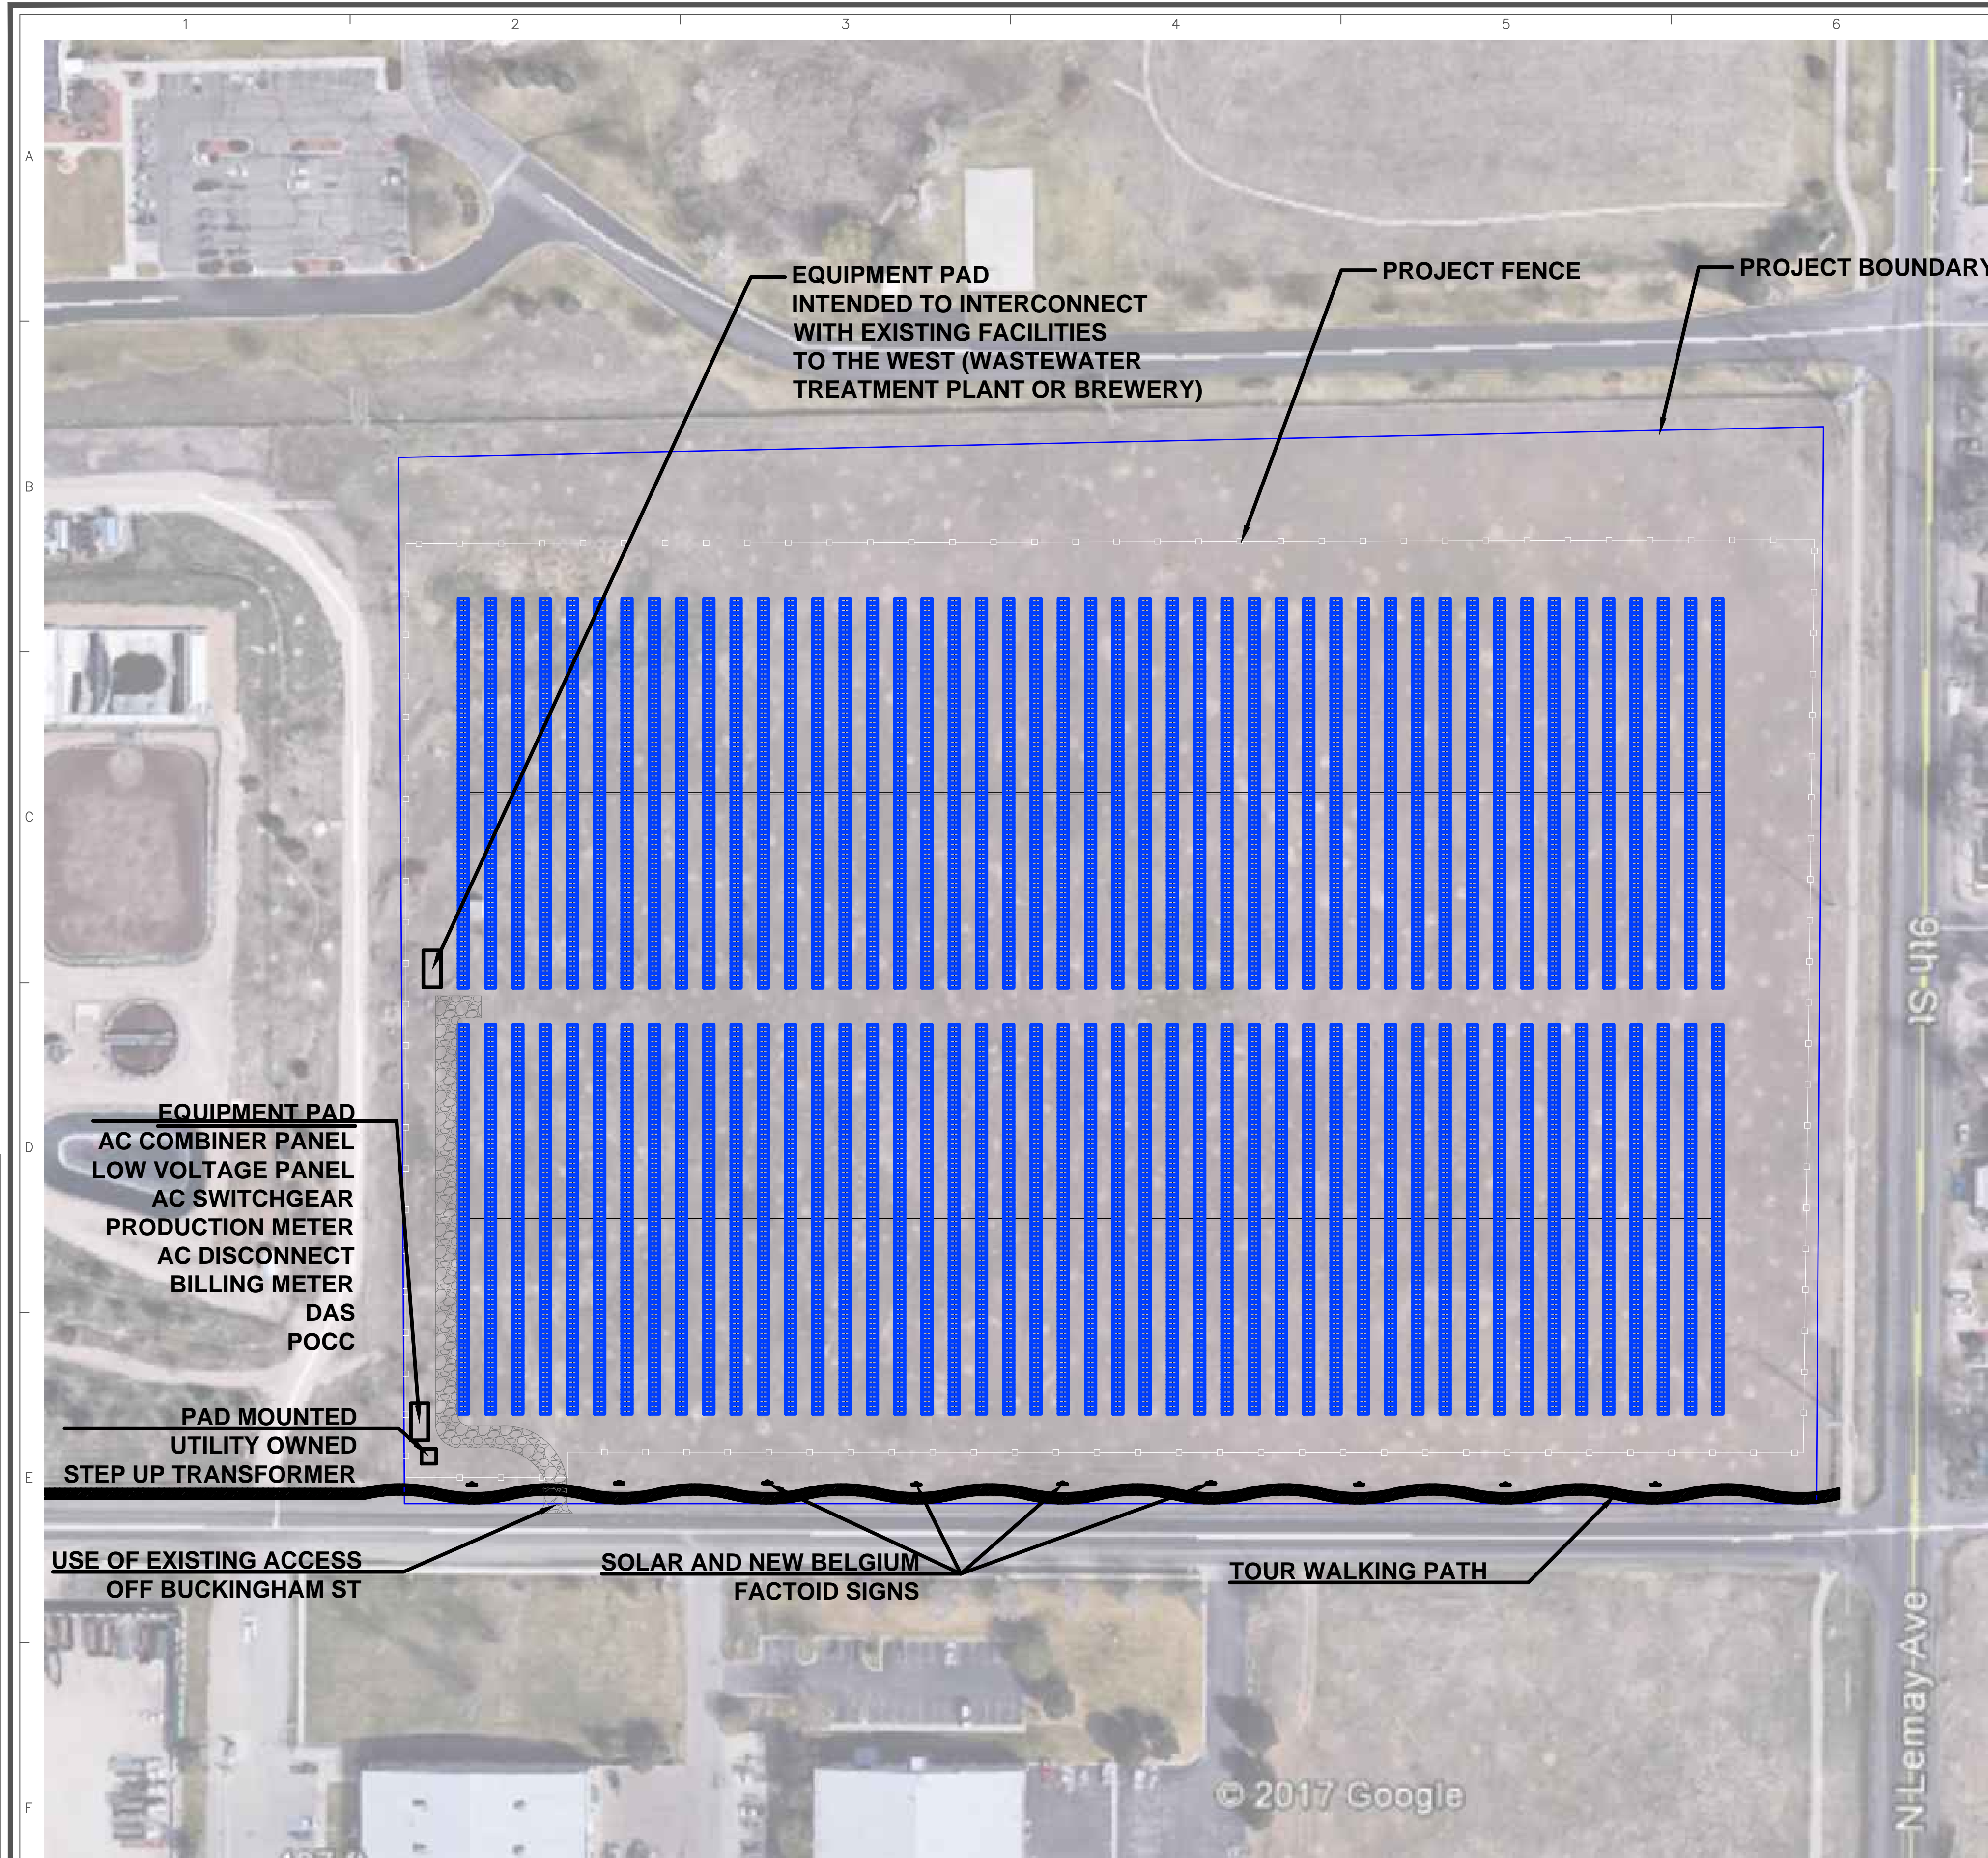 1 2 3 4 5 6
A
B
C
D
E
F
EQUIPMENT PAD
INTENDED TO INTERCONNECT
WITH EXISTING FACILITIES
TO THE WEST (WASTEWATER
TREATMENT PLANT OR BREWERY)
PROJECT FENCE
PROJECT BOUNDARY
9th St
EQUIPMENT PAD
AC COMBINER PANEL
LOW VOLTAGE PANEL
AC SWITCHGEAR
PRODUCTION METER
AC DISCONNECT
BILLING METER
DAS
POCC
PAD MOUNTED
UTILITY OWNED
STEP UP TRANSFORMER
USE OF EXISTING ACCESS
OFF BUCKINGHAM ST
SOLAR AND NEW BELGIUM
FACTOID SIGNS
TOUR WALKING PATH
N Lemay Ave
© 2017 Google